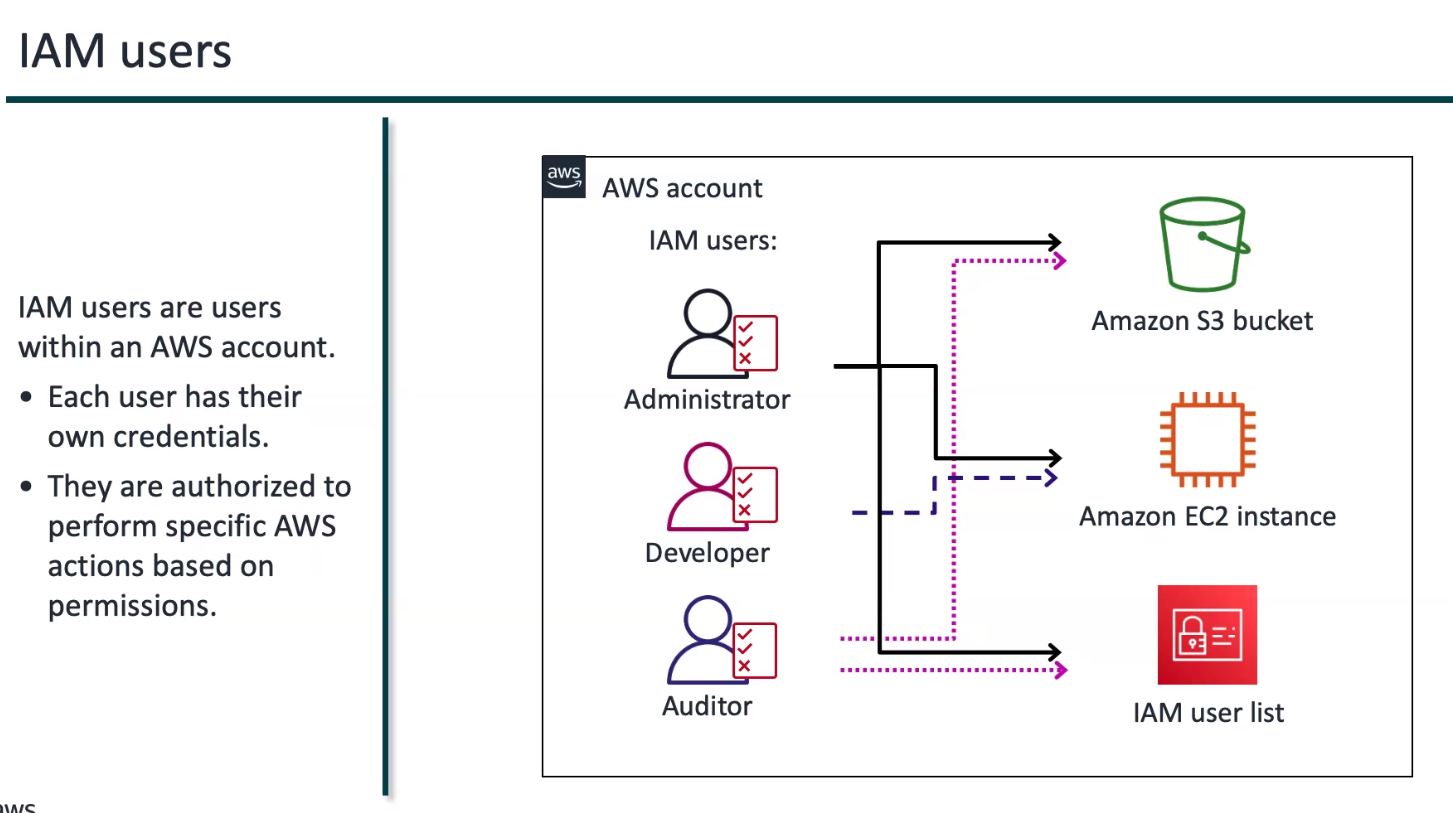 IAM users
IAM users are users
within an AWS account.
• Each user has their
own credentials.
• They are authorized to
perform specific AWS
actions based on
permissions.
aws
AWS account
IAM users:
Administrator
Developer
Auditor
Amazon S3 bucket
Amazon EC2 instance
IAM user list
aws